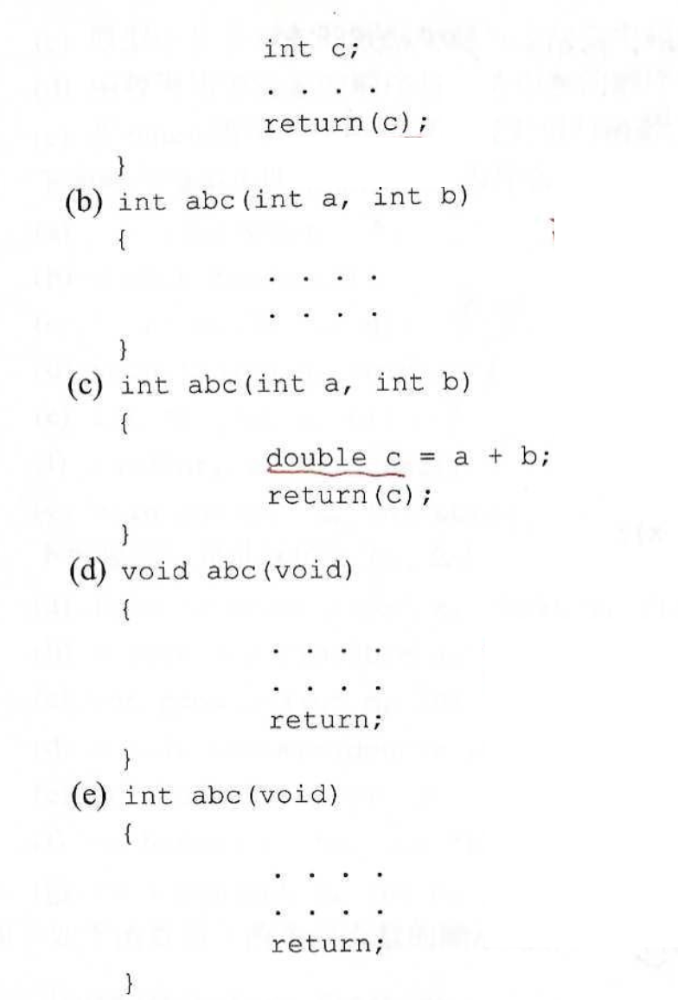 int c;
. . . .
return(c);
}
(b) int abc(int a, int b)
{
. . . .
. . . .
}
(c) int abc(int a, int b)
{
double c = a + b;
return(c);
}
(d) void abc(void)
{
. . . .
. . . .
return;
}
(e) int abc(void)
{
. . . .
. . . .
return;
}